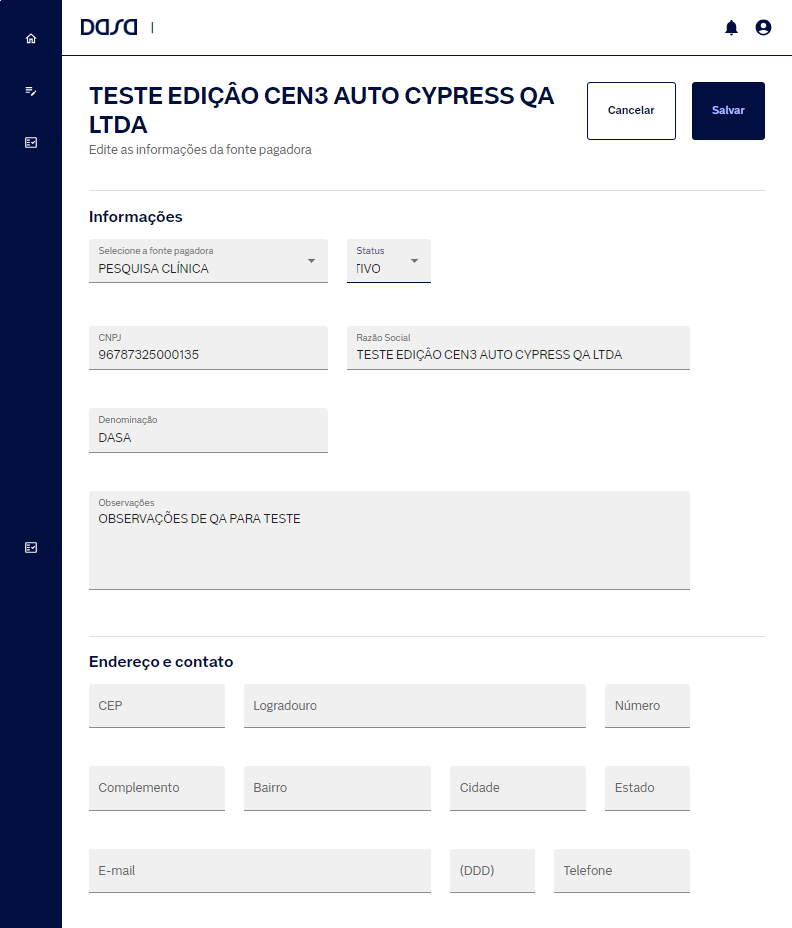 DASA
TESTE EDIÇÂO CEN3 AUTO CYPRESS QA
LTDA
Edite as informações da fonte pagadora
Cancelar
Salvar
Informações
Selecione a fonte pagadora
PESQUISA CLÍNICA
Status
TIVO
CNPJ
96787325000135
Razão Social
TESTE EDIÇÂO CEN3 AUTO CYPRESS QA LTDA
Denominação
DASA
Observações
OBSERVAÇÕES DE QA PARA TESTE
Endereço e contato
CEP
Logradouro
Número
Complemento
Bairro
Cidade
Estado
E-mail
(DDD)
Telefone